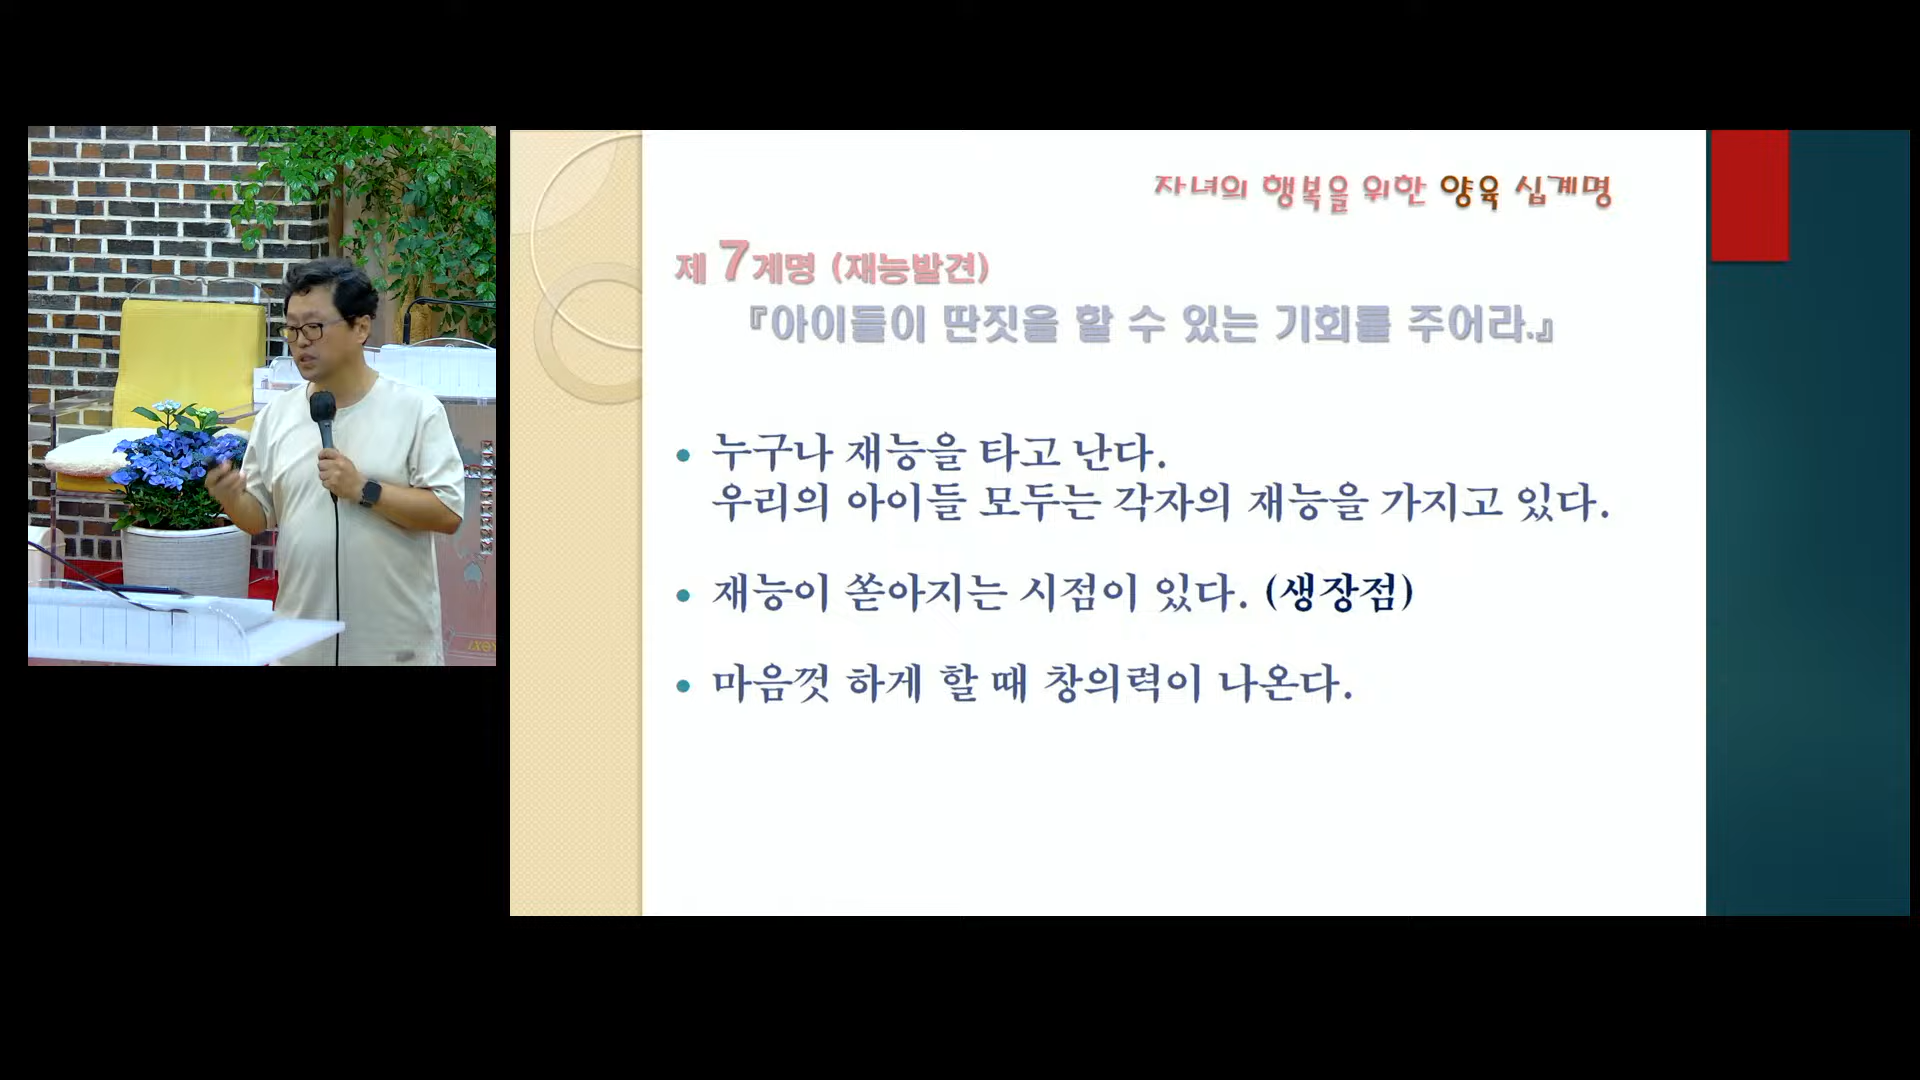 자녀의 행복을 위한 양육 십계명
제 7계명 (재능발견)
『아이들이 딴짓을 할 수 있는 기회를 주어라.』
• 누구나 재능을 타고 난다.
우리의 아이들 모두는 각자의 재능을 가지고 있다.
• 재능이 쏟아지는 시점이 있다. (생장점)
• 마음껏 하게 할 때 창의력이 나온다.